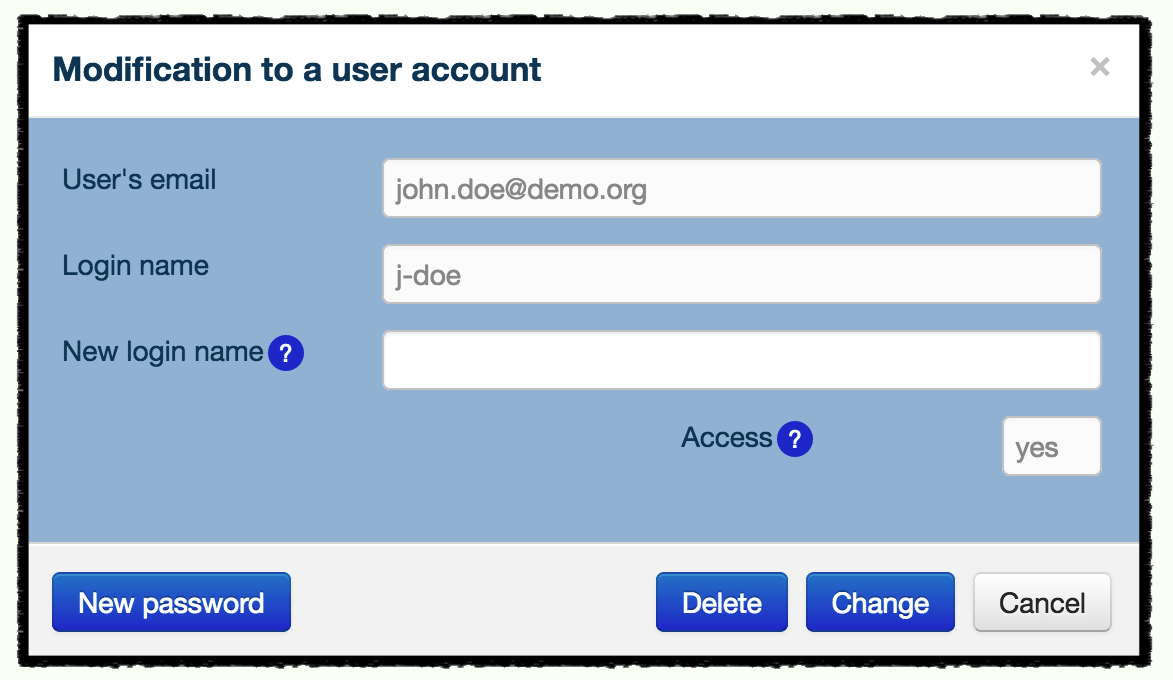 Modification to a user account ×
User's email john.doe@demo.org
Login name j-doe
New login name ?
Access ? yes
New password Delete Change Cancel